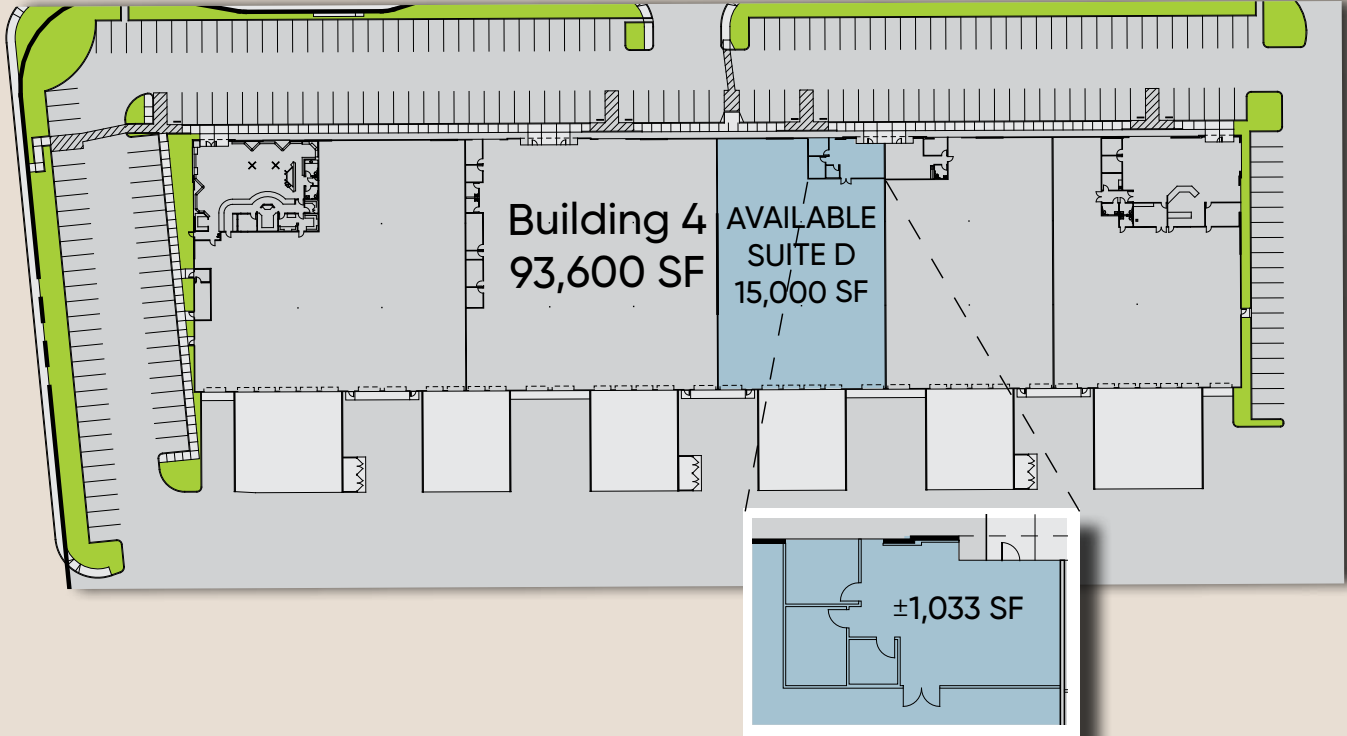 Building 4
93,600 SF
AVAILABLE
SUITE D
15,000 SF
±1,033 SF